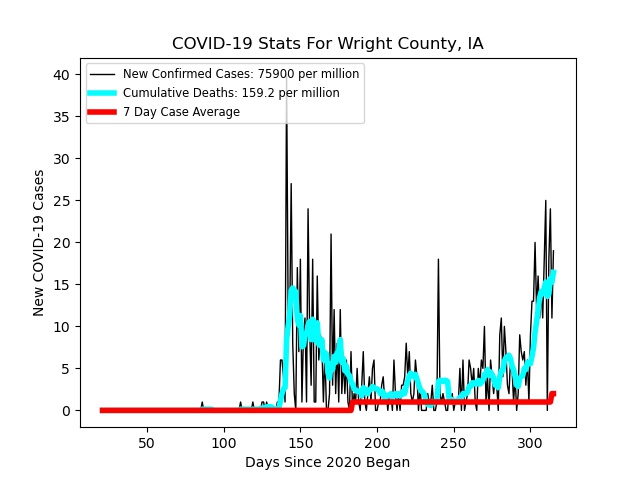 COVID-19 Stats For Wright County, IA
New Confirmed Cases: 75900 per million
Cumulative Deaths: 159.2 per million
7 Day Case Average
40
35
30
25
20
15
10
5
0
New COVID-19 Cases
50 100 150 200 250 300
Days Since 2020 Began